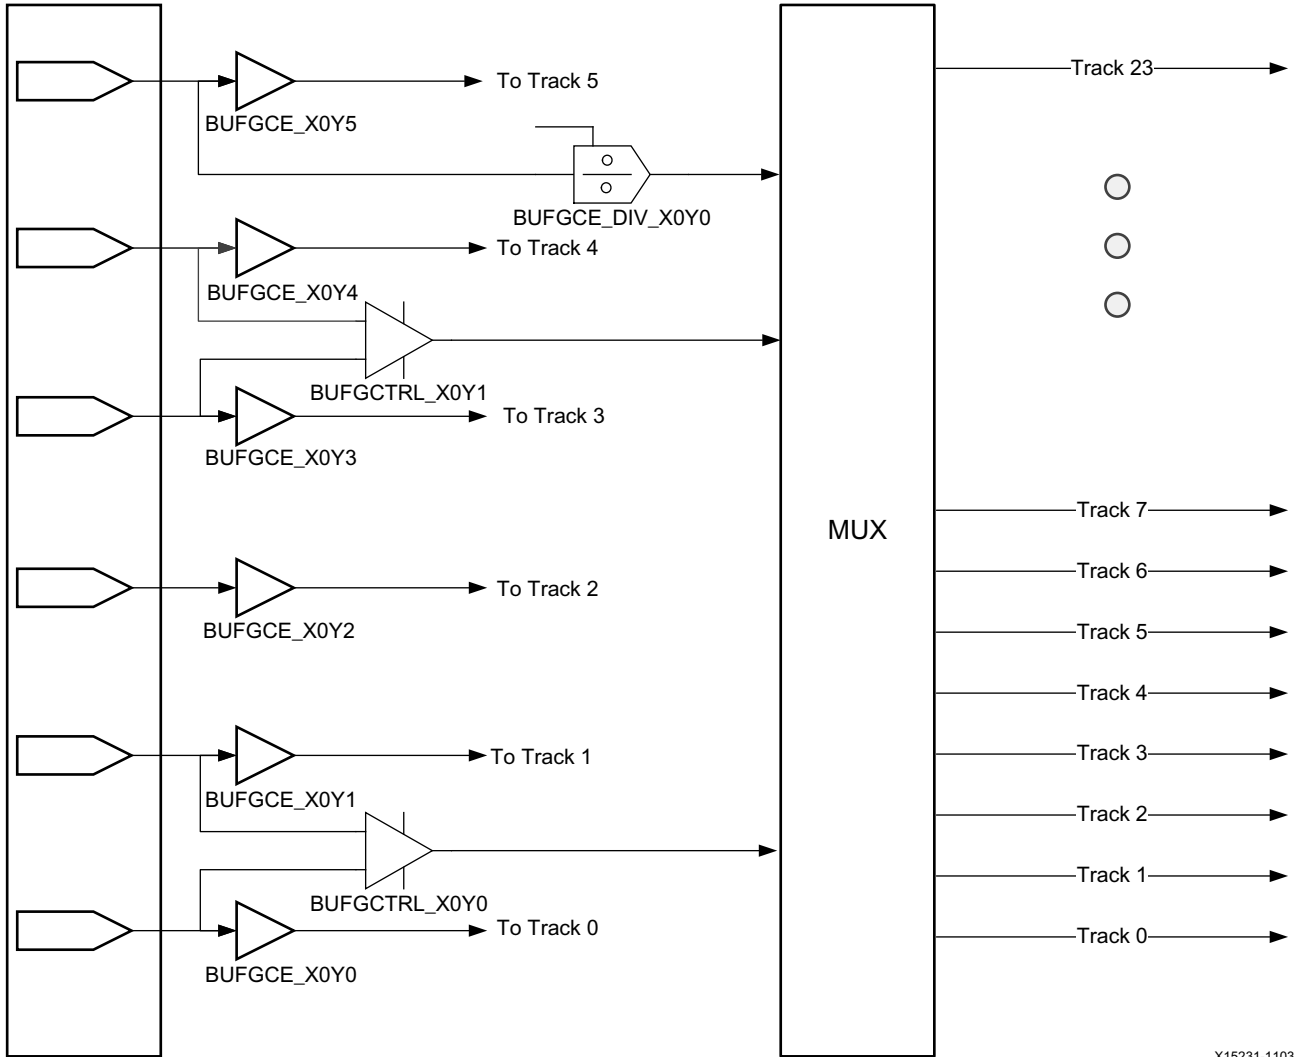 Track 23
To Track 5
BUFGCE_X0Y5
BUFGCE_DIV_X0Y0
To Track 4
BUFGCE_X0Y4
BUFGCTRL_X0Y1
To Track 3
BUFGCE_X0Y3
Track 7
MUX
Track 6
To Track 2
BUFGCE_X0Y2
Track 5
Track 4
Track 3
To Track 1
BUFGCE_X0Y1
Track 2
Track 1
BUFGCTRL_X0Y0
To Track 0
Track 0
BUFGCE_X0Y0
X15231-1103